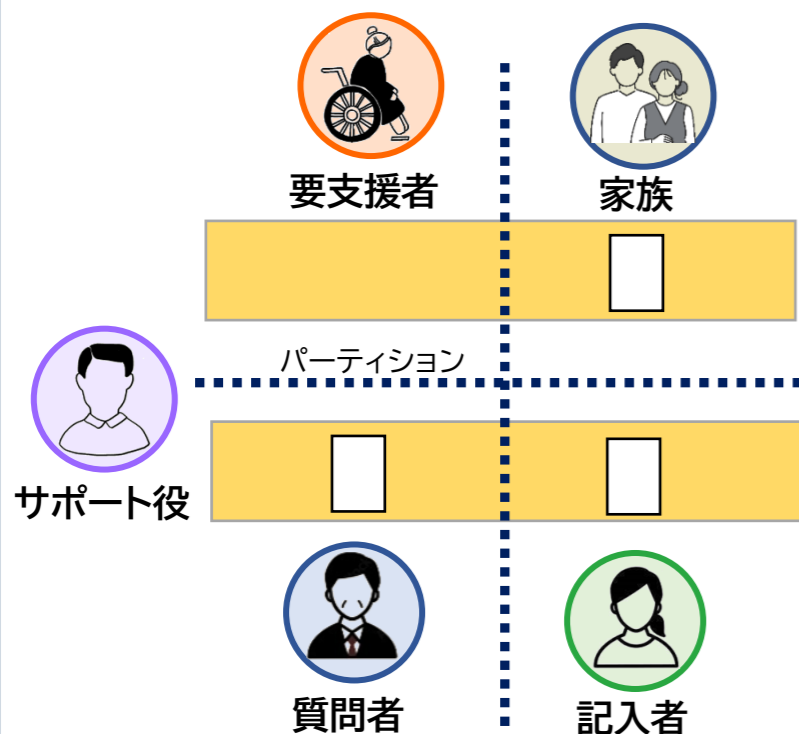 要支援者
家族
パーティション
サポート役
質問者
記入者